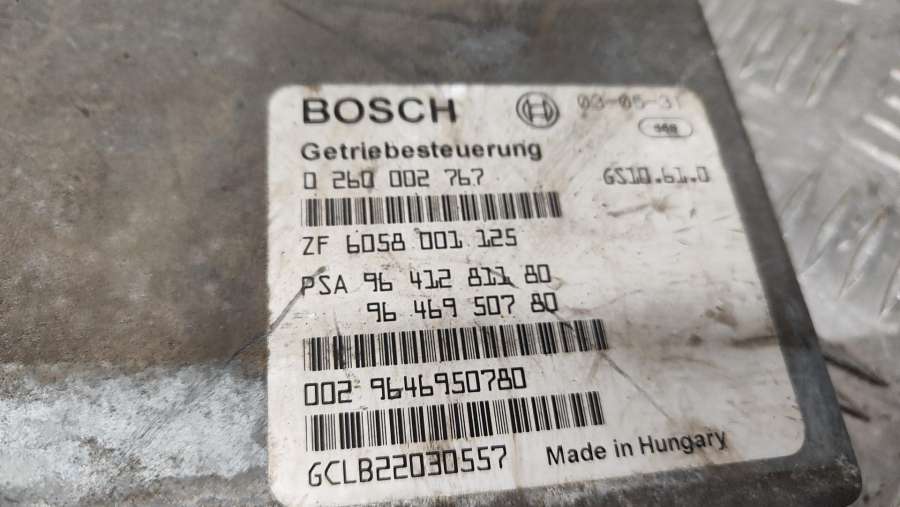 BOSCH 03-05-31
Getriebesteuerung
0 260 002 767 GS10.61.0
ZF 6058 001 125
PSA 96 412 811 80
96 469 507 80
002 9646950780
GCLB22030557 Made in Hungary